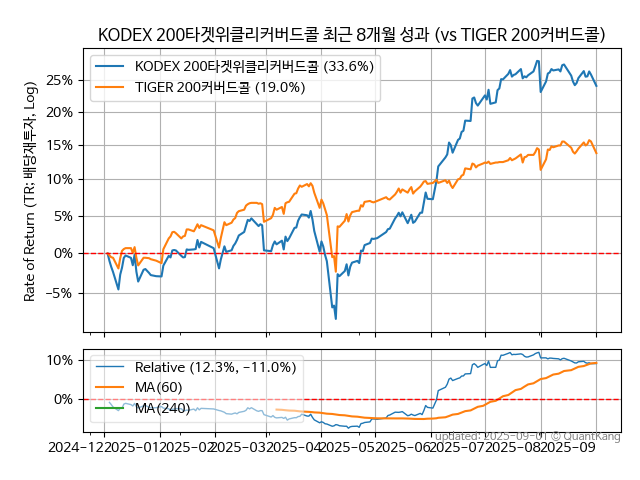 KODEX 200타겟위클리커버드콜 최근 8개월 성과 (vs TIGER 200커버드콜)
Rate of Return (TR: 배당재투자, Log)
KODEX 200타겟위클리커버드콜 (33.6%)
TIGER 200커버드콜 (19.0%)
25%
20%
15%
10%
5%
0%
−5%
Relative (12.3%, −11.0%)
MA(60)
MA(240)
10%
0%
2024-12
2025-01
2025-02
2025-03
2025-04
2025-05
2025-06
2025-07
2025-08
2025-09
updated: 2025-09-01 © QuantKang